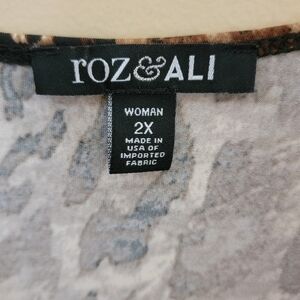 roz&ALI
WOMAN
2X
MADE IN
USA OF
IMPORTED
FABRIC